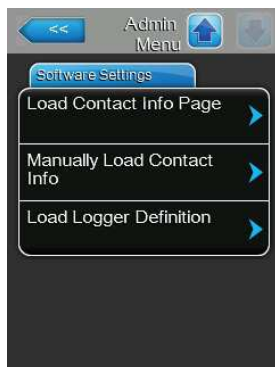 <<
Admin
Menu
Software Settings
Load Contact Info Page
Manually Load Contact
Info
Load Logger Definition